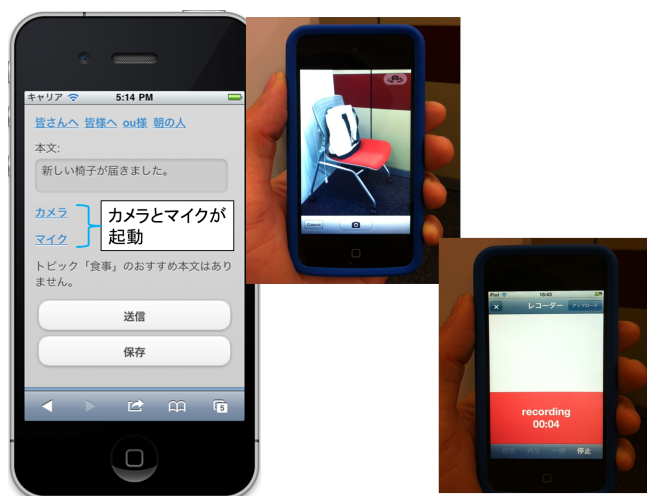 キャリア 5:14 PM
皆さんへ 皆様へ ou様 朝の人
本文:
新しい椅子が届きました。
カメラ
マイク
カメラとマイクが
起動
トピック「食事」のおすすめ本文はあり
ません。
送信
保存
5
Cancel
iPod 18:43
レコーダー アップロード
recording
00:04
再生 停止